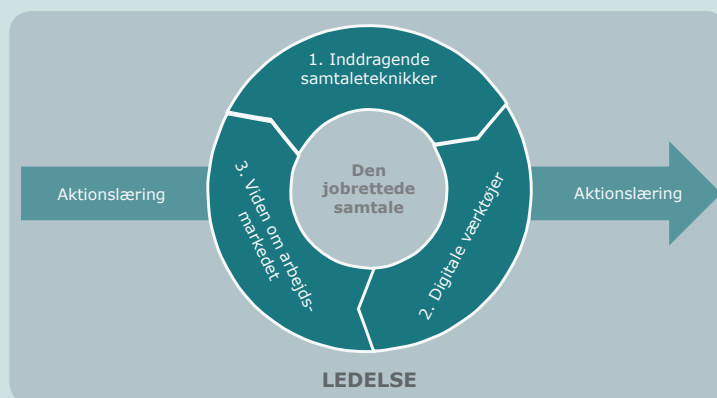 1. Inddragende
samtaleteknikker
Aktionslæring
3. Viden om arbejds-
markedet
Den
jobrettede
samtale
2. Digitale værktøjer
Aktionslæring
LEDELSE